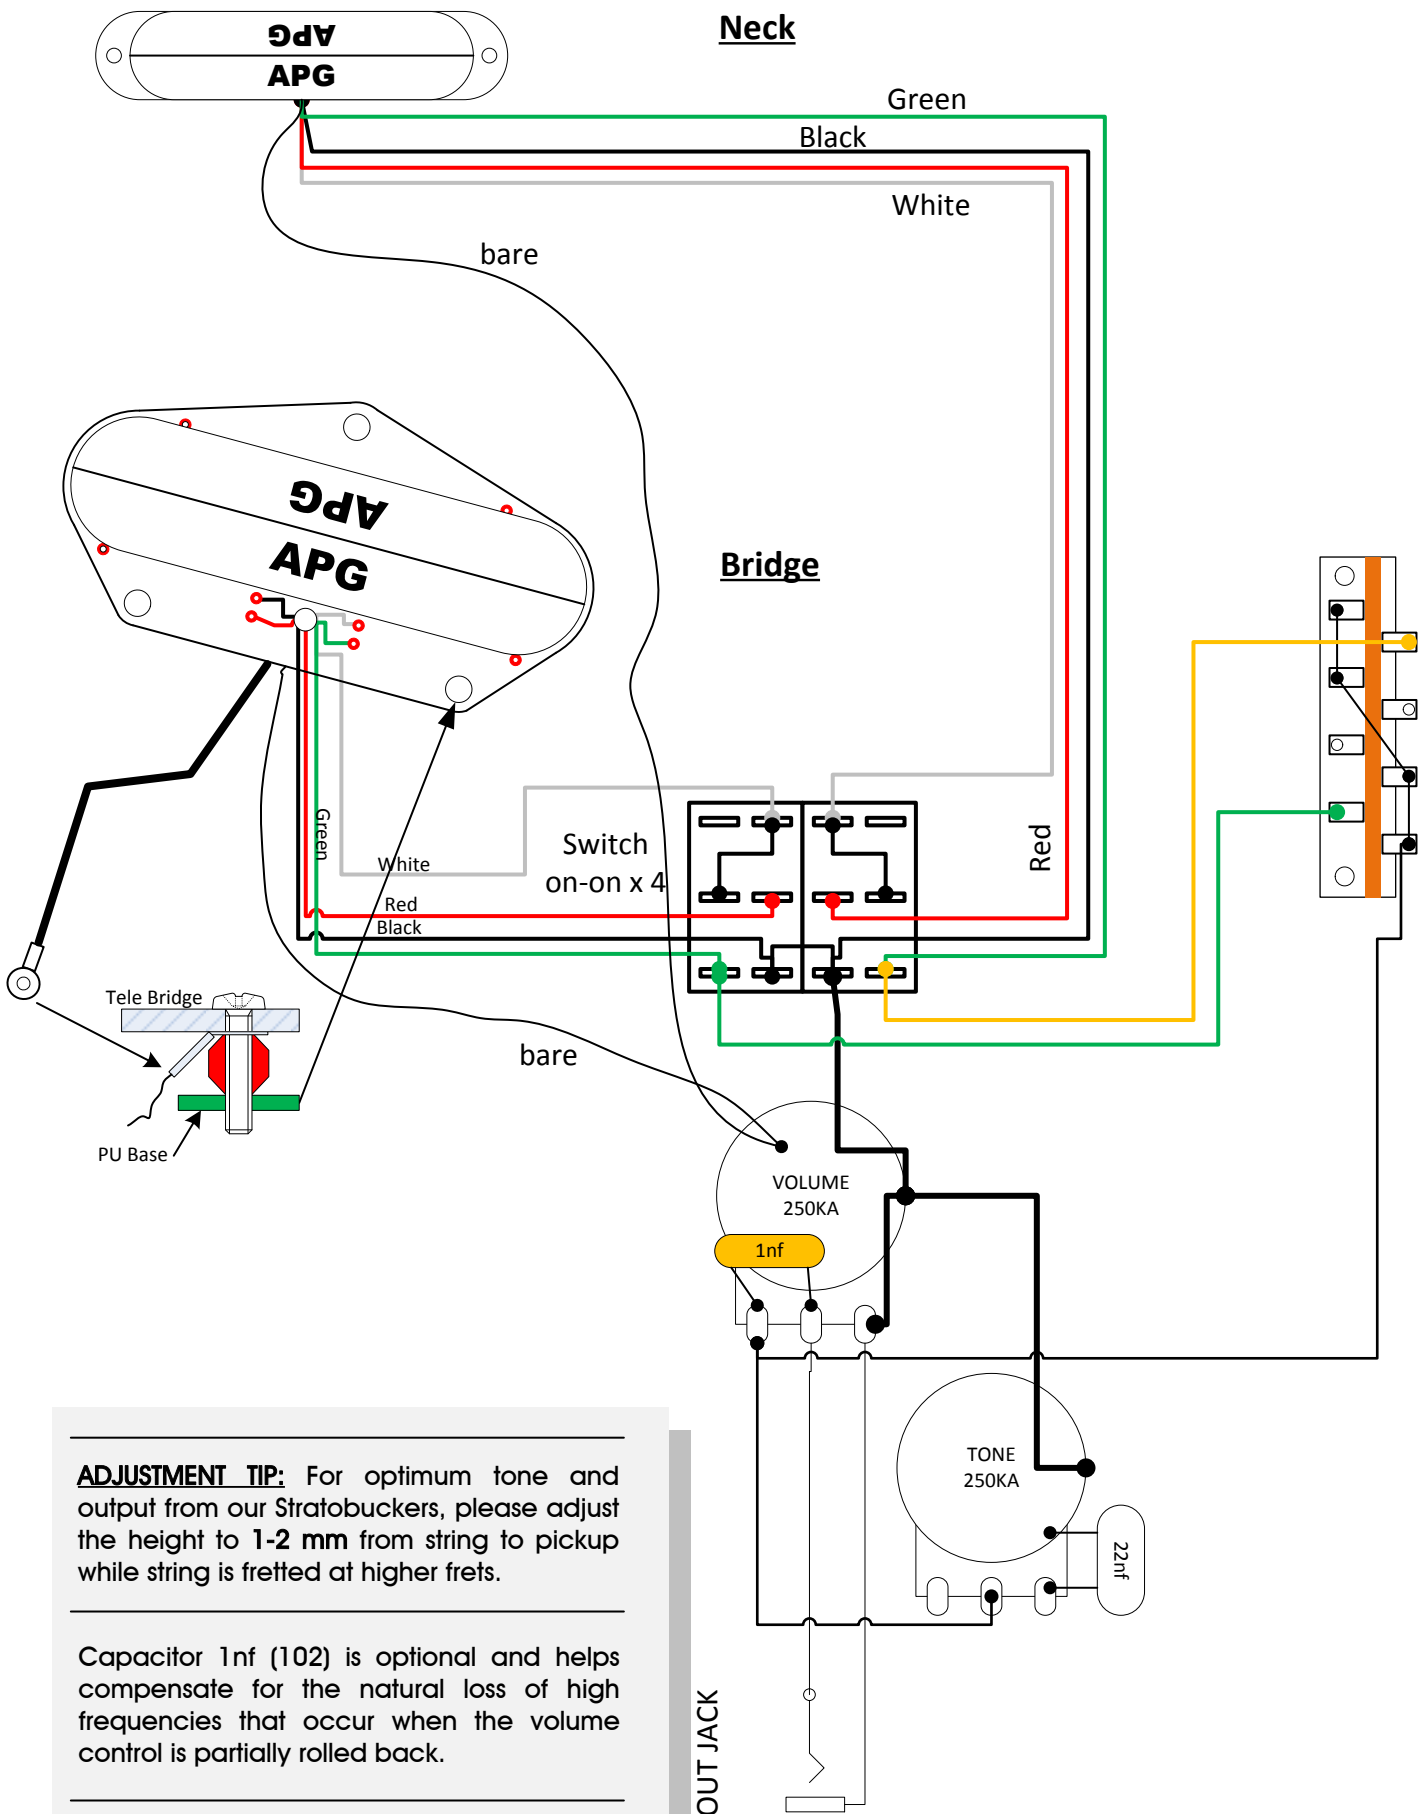 Neck
APG
APG
Green
Black
White
bare
APG
APG
Bridge
Green
White
Red
Black
Switch
on-on x 4
Red
Tele Bridge
PU Base
bare
VOLUME
250KA
1nf
TONE
250KA
22nf
ADJUSTMENT TIP: For optimum tone and
output from our Stratobuckers, please adjust
the height to 1-2 mm from string to pickup
while string is fretted at higher frets.
Capacitor 1nf (102) is optional and helps
compensate for the natural loss of high
frequencies that occur when the volume
control is partially rolled back.
OUT JACK